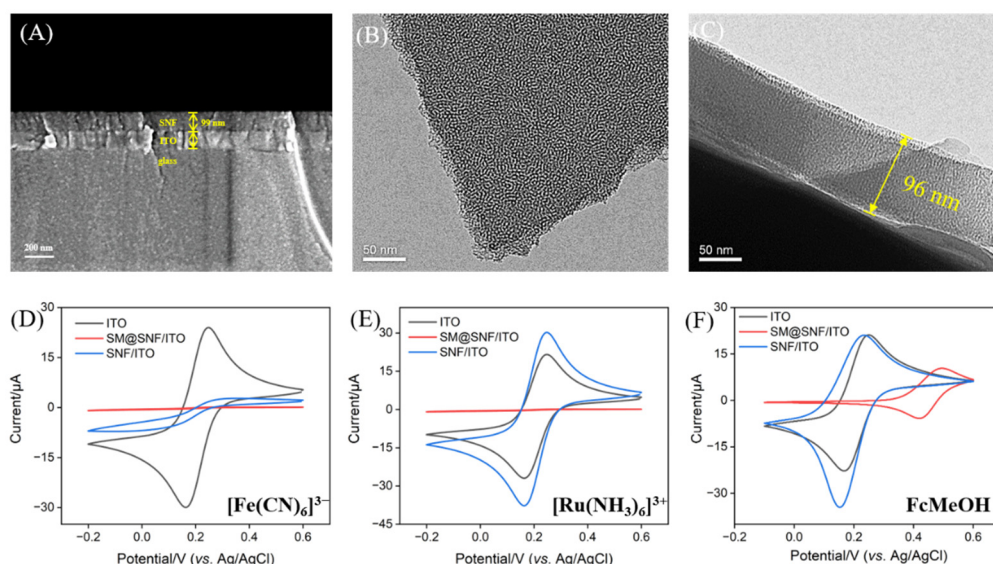 (A)
SNF
99 nm
ITO
glass
200 nm
(B)
50 nm
(C)
96 nm
50 nm
(D)
ITO
SM@SNF/ITO
SNF/ITO
30
15
0
−15
−30
Current/μA
−0.2 0.0 0.2 0.4 0.6
Potential/V (vs. Ag/AgCl)
[Fe(CN)6]3−
(E)
ITO
SM@SNF/ITO
SNF/ITO
45
30
15
0
−15
−30
−45
Current/μA
−0.2 0.0 0.2 0.4 0.6
Potential/V (vs. Ag/AgCl)
[Ru(NH3)6]3+
(F)
ITO
SM@SNF/ITO
SNF/ITO
30
15
0
−15
−30
Current/μA
0.0 0.2 0.4 0.6
Potential/V (vs. Ag/AgCl)
FcMeOH